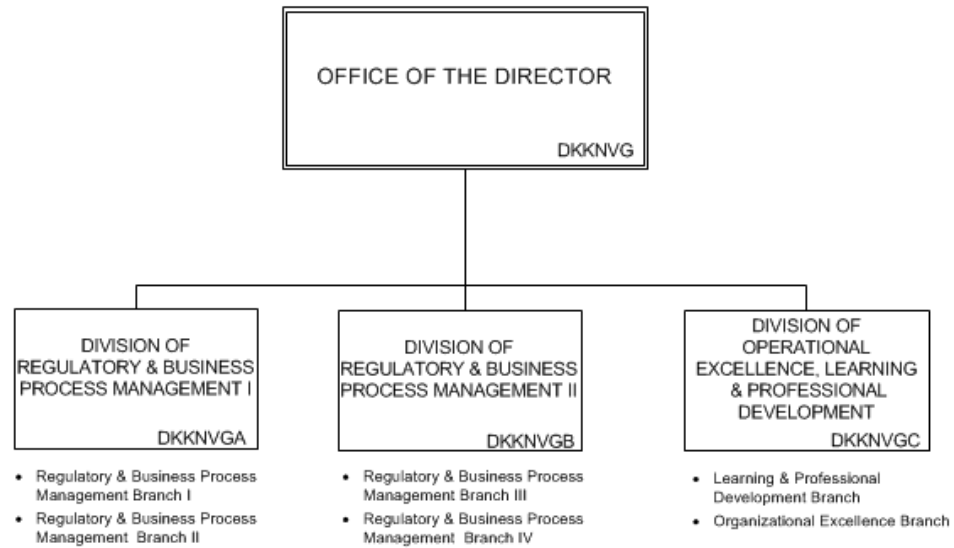 OFFICE OF THE DIRECTOR
DKKNVG
DIVISION OF
REGULATORY & BUSINESS
PROCESS MANAGEMENT I
DKKNVGA
• Regulatory & Business Process
Management Branch I
• Regulatory & Business Process
Management Branch II
DIVISION OF
REGULATORY & BUSINESS
PROCESS MANAGEMENT II
DKKNVGB
• Regulatory & Business Process
Management Branch III
• Regulatory & Business Process
Management Branch IV
DIVISION OF
OPERATIONAL
EXCELLENCE, LEARNING
& PROFESSIONAL
DEVELOPMENT
DKKNVGC
• Learning & Professional
Development Branch
• Organizational Excellence Branch